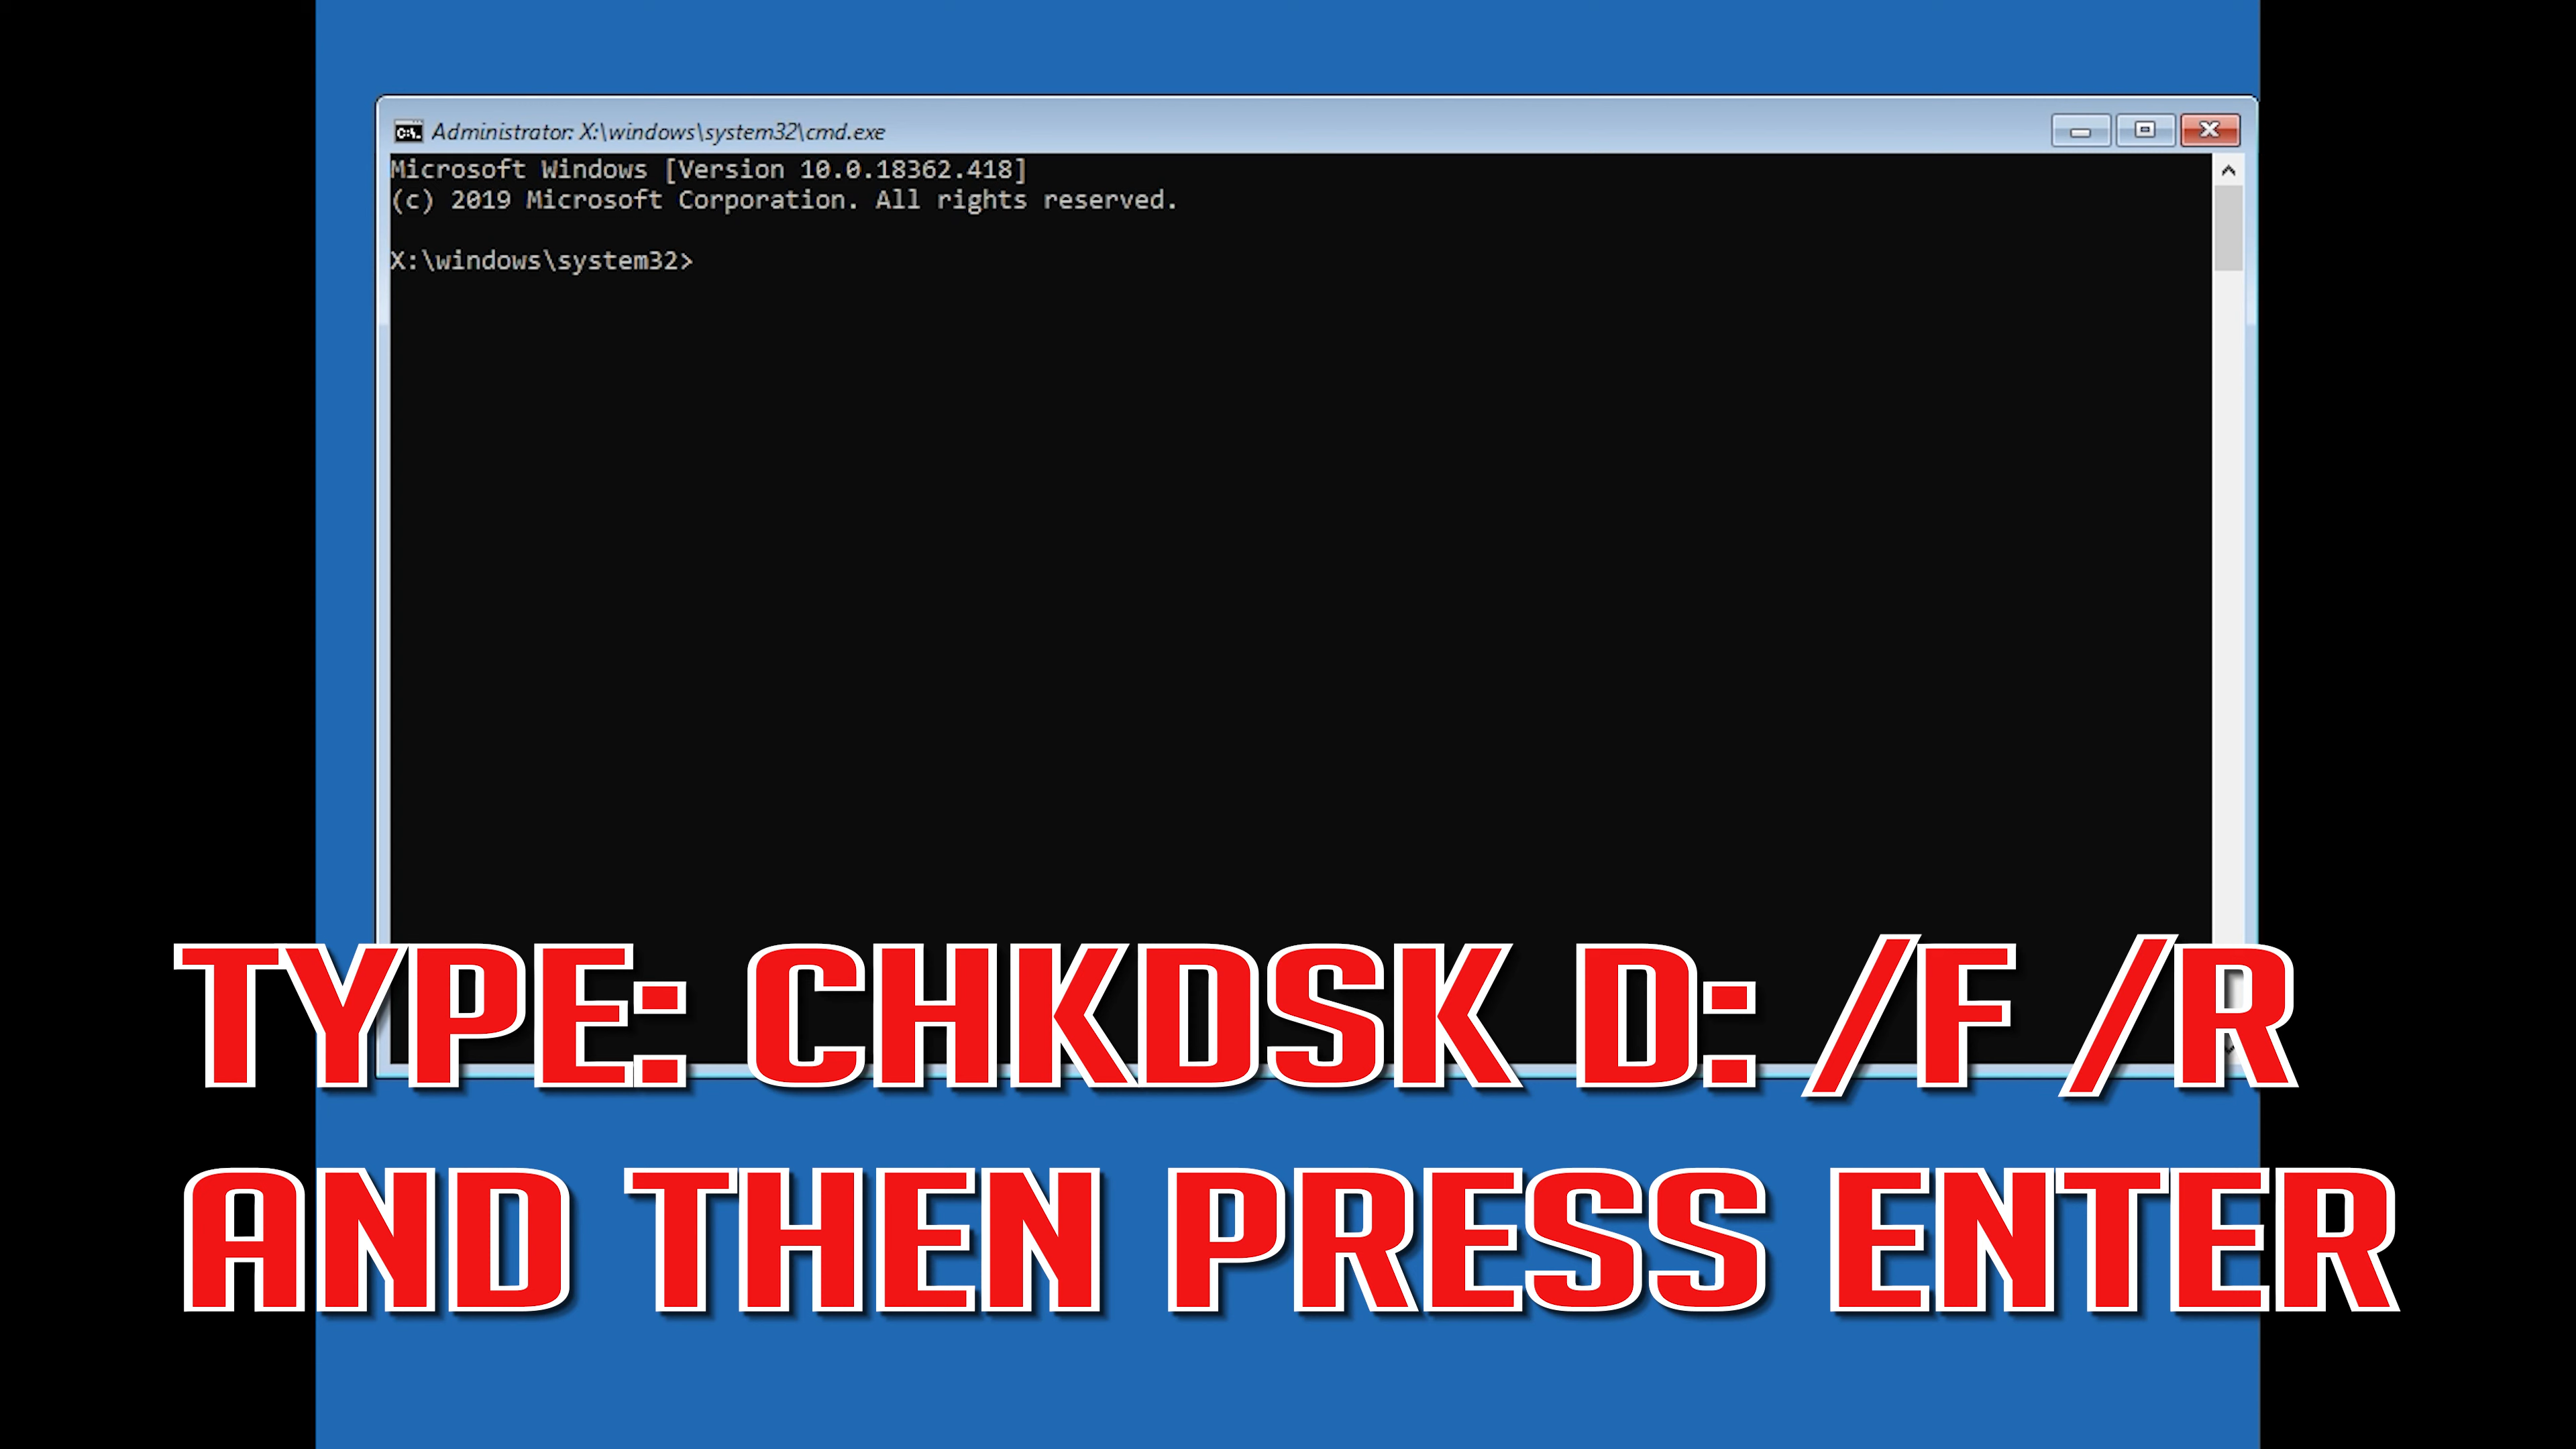 C:\.
Administrator: X:\windows\system32\cmd.exe
Microsoft Windows [Version 10.0.18362.418]
(c) 2019 Microsoft Corporation. All rights reserved.
X:\windows\system32>
TYPE: CHKDSK D: /F /R
AND THEN PRESS ENTER